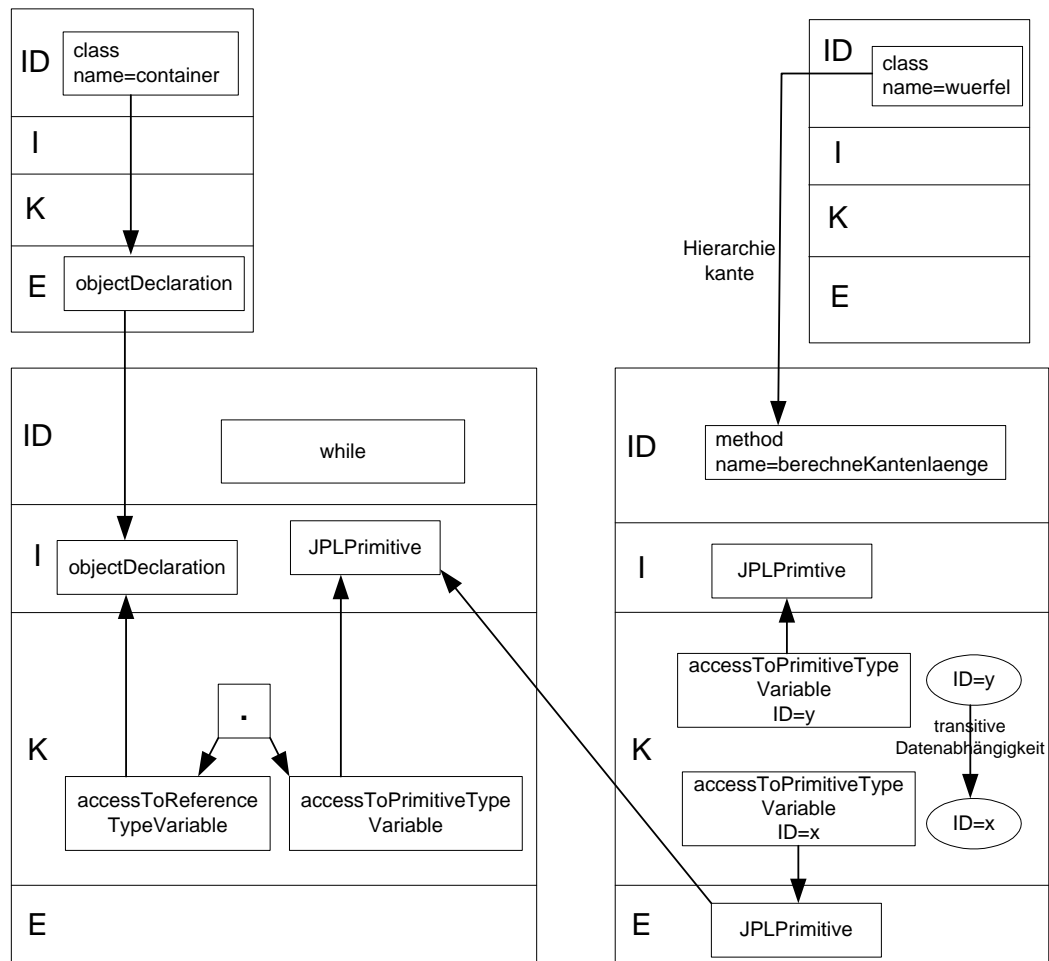 ID
class
name=container
I
K
E
objectDeclaration
ID
class
name=wuerfel
I
K
E
Hierarchie
kante
ID
while
I
objectDeclaration
JPLPrimitive
K
.
accessToReference
TypeVariable
accessToPrimitiveType
Variable
E
ID
method
name=berechneKantenlaenge
I
JPLPrimtive
K
accessToPrimitiveType
Variable
ID=y
ID=y
transitive
Datenabhängigkeit
accessToPrimitiveType
Variable
ID=x
ID=x
E
JPLPrimitive